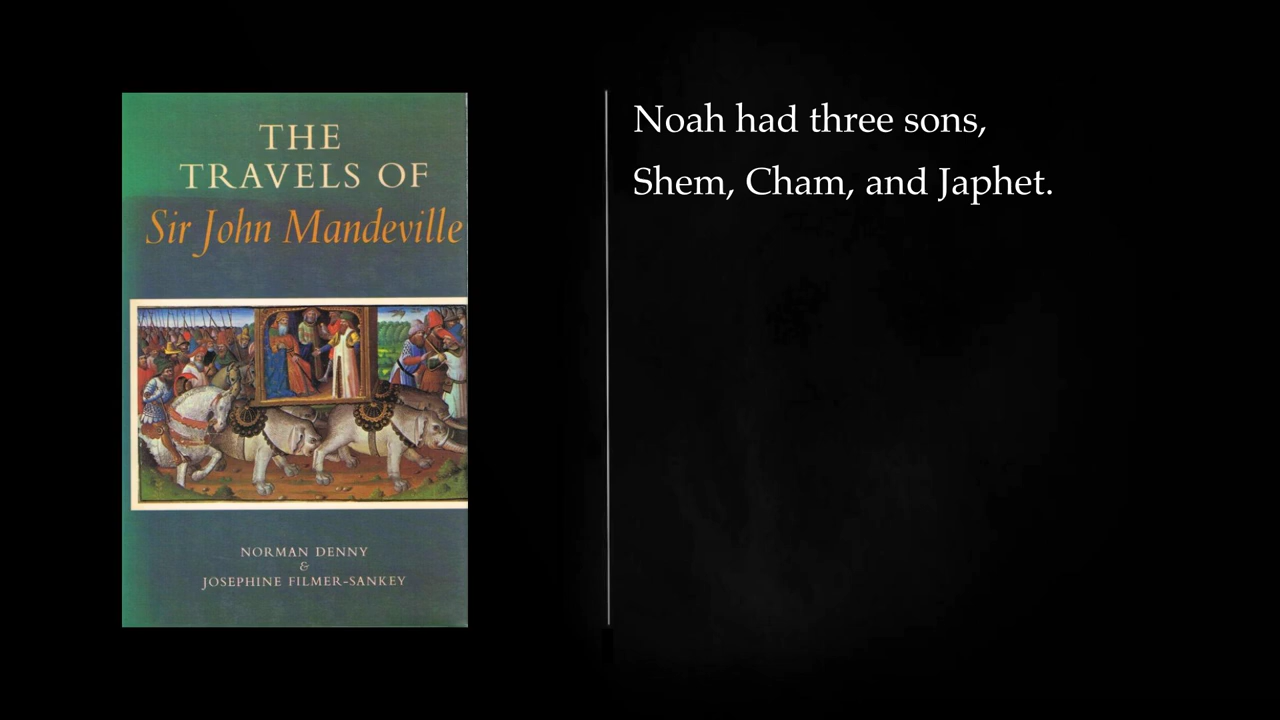 THE
TRAVELS OF
Sir John Mandeville
NORMAN DENNY
&
JOSEPHINE FILMER-SANKEY
Noah had three sons,
Shem, Cham, and Japhet.